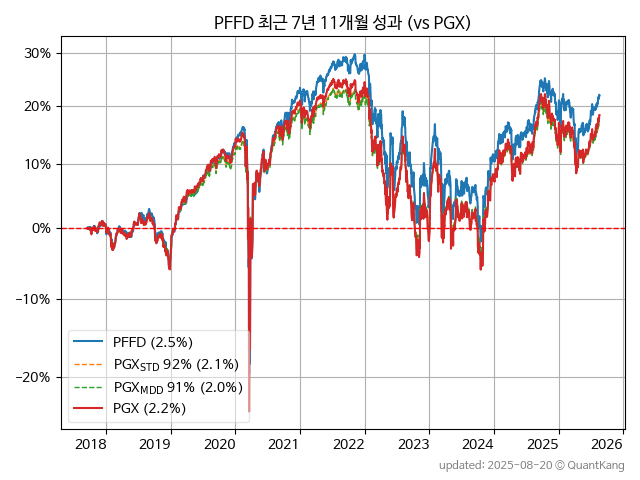 PFFD 최근 7년 11개월 성과 (vs PGX)
30%
20%
10%
0%
−10%
−20%
PFFD (2.5%)
PGX_STD 92% (2.1%)
PGX_MDD 91% (2.0%)
PGX (2.2%)
2018 2019 2020 2021 2022 2023 2024 2025 2026
updated: 2025-08-20 © QuantKang